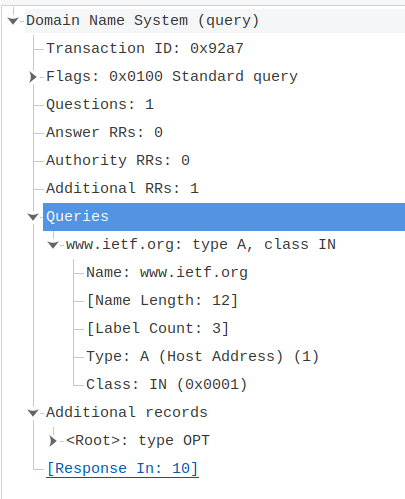 Domain Name System (query)
Transaction ID: 0x92a7
Flags: 0x0100 Standard query
Questions: 1
Answer RRs: 0
Authority RRs: 0
Additional RRs: 1
Queries
www.ietf.org: type A, class IN
Name: www.ietf.org
[Name Length: 12]
[Label Count: 3]
Type: A (Host Address) (1)
Class: IN (0x0001)
Additional records
<Root>: type OPT
[Response In: 10]